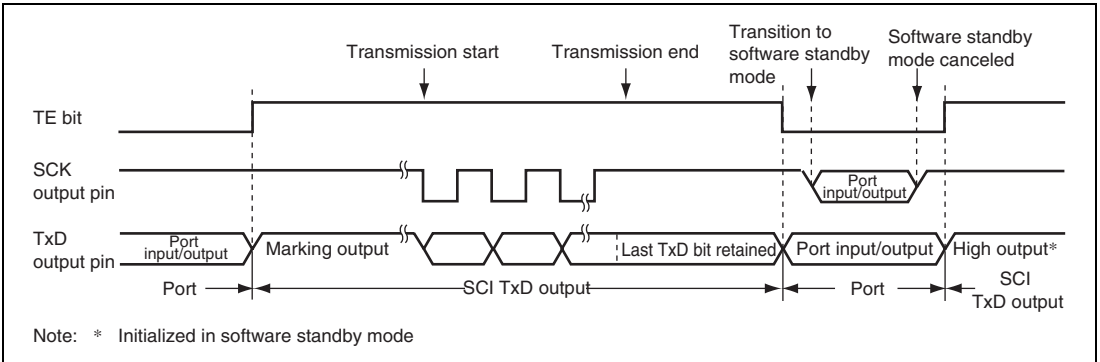 Transmission start
Transmission end
Transition to
software standby
mode
Software standby
mode canceled
TE bit
SCK
output pin
Port
input/output
TxD
output pin
Port
input/output
Marking output
Last TxD bit retained
Port input/output
High output*
Port
SCI TxD output
Port
SCI
TxD output
Note: * Initialized in software standby mode